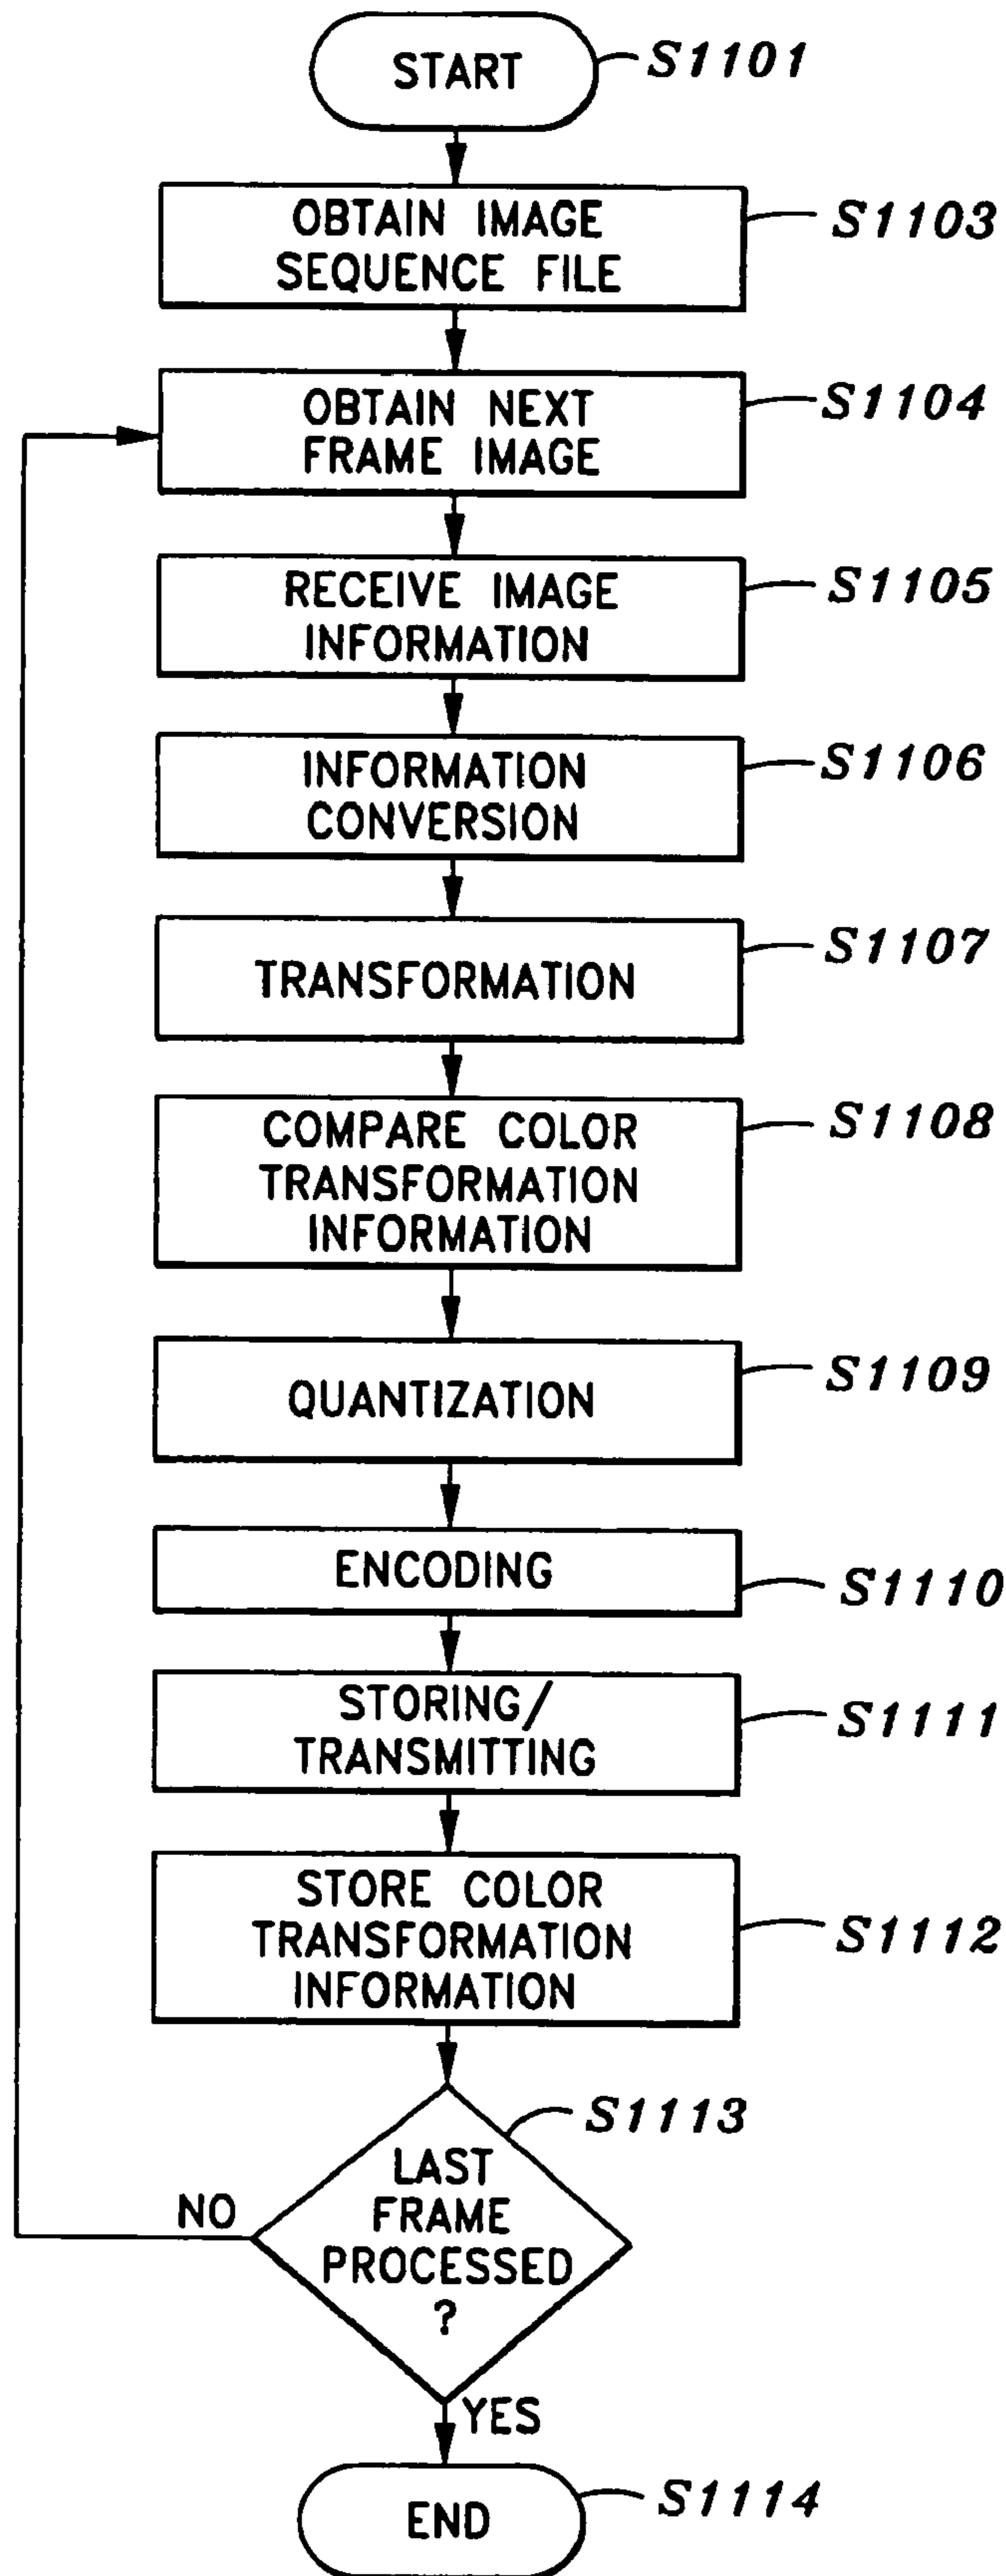 START
S1101
OBTAIN IMAGE
SEQUENCE FILE
S1103
OBTAIN NEXT
FRAME IMAGE
S1104
RECEIVE IMAGE
INFORMATION
S1105
INFORMATION
CONVERSION
S1106
TRANSFORMATION
S1107
COMPARE COLOR
TRANSFORMATION
INFORMATION
S1108
QUANTIZATION
S1109
ENCODING
S1110
STORING/
TRANSMITTING
S1111
STORE COLOR
TRANSFORMATION
INFORMATION
S1112
LAST
FRAME
PROCESSED
?
S1113
NO
YES
END
S1114